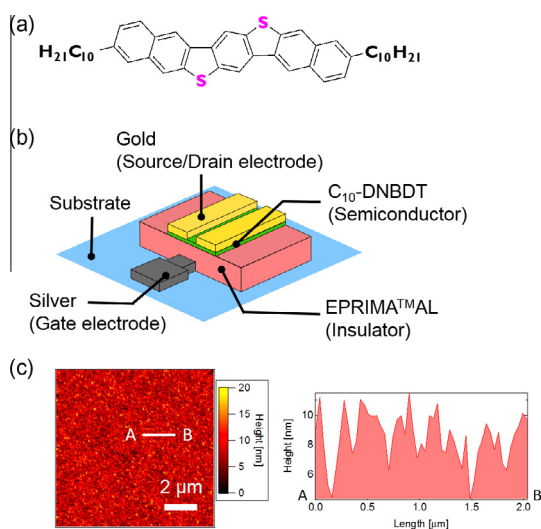 (a)
H21C10
S
S
C10H21
(b)
Gold
(Source/Drain electrode)
Substrate
C10-DNBDT
(Semiconductor)
Silver
(Gate electrode)
EPRIMA™AL
(Insulator)
(c)
A
B
2 μm
20
15
10
5
0
Height [nm]
Height [nm]
10
8
6
A
0
0.5
1.0
1.5
2.0
B
Length [μm]